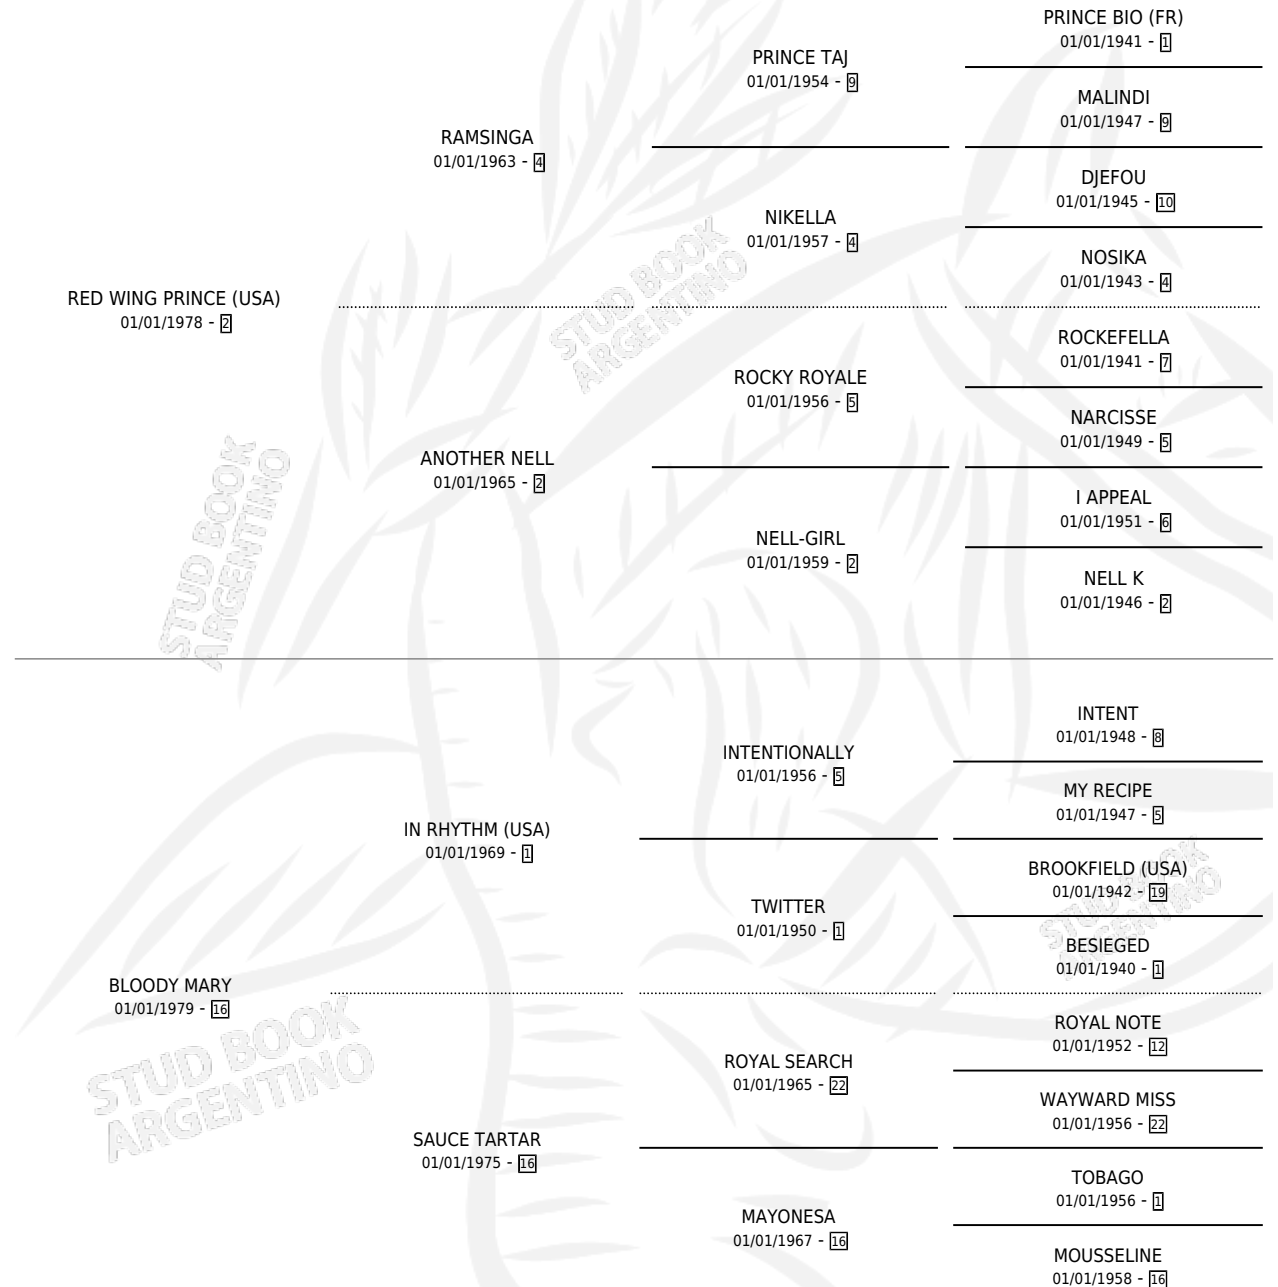 PRINCE BIO (FR)
01/01/1941 - 1
PRINCE TAJ
01/01/1954 - 9
MALINDI
01/01/1947 - 9
RAMSINGA
01/01/1963 - 4
DJEFOU
01/01/1945 - 10
NIKELLA
01/01/1957 - 4
NOSIKA
01/01/1943 - 4
RED WING PRINCE (USA)
01/01/1978 - 2
ROCKEFELLA
01/01/1941 - 7
ROCKY ROYALE
01/01/1956 - 5
NARCISSE
01/01/1949 - 5
ANOTHER NELL
01/01/1965 - 2
I APPEAL
01/01/1951 - 6
NELL-GIRL
01/01/1959 - 2
NELL K
01/01/1946 - 2
INTENT
01/01/1948 - 8
INTENTIONALLY
01/01/1956 - 5
MY RECIPE
01/01/1947 - 5
IN RHYTHM (USA)
01/01/1969 - 1
BROOKFIELD (USA)
01/01/1942 - 19
TWITTER
01/01/1950 - 1
BESIEGED
01/01/1940 - 1
BLOODY MARY
01/01/1979 - 16
ROYAL NOTE
01/01/1952 - 12
ROYAL SEARCH
01/01/1965 - 22
WAYWARD MISS
01/01/1956 - 22
SAUCE TARTAR
01/01/1975 - 16
TOBAGO
01/01/1956 - 1
MAYONESA
01/01/1967 - 16
MOUSSELINE
01/01/1958 - 16
STUD BOOK
ARGENTINO
STUD BOOK
ARGENTINO
STUD BOOK
ARGENTINO
STUD BOOK
ARGENTINO